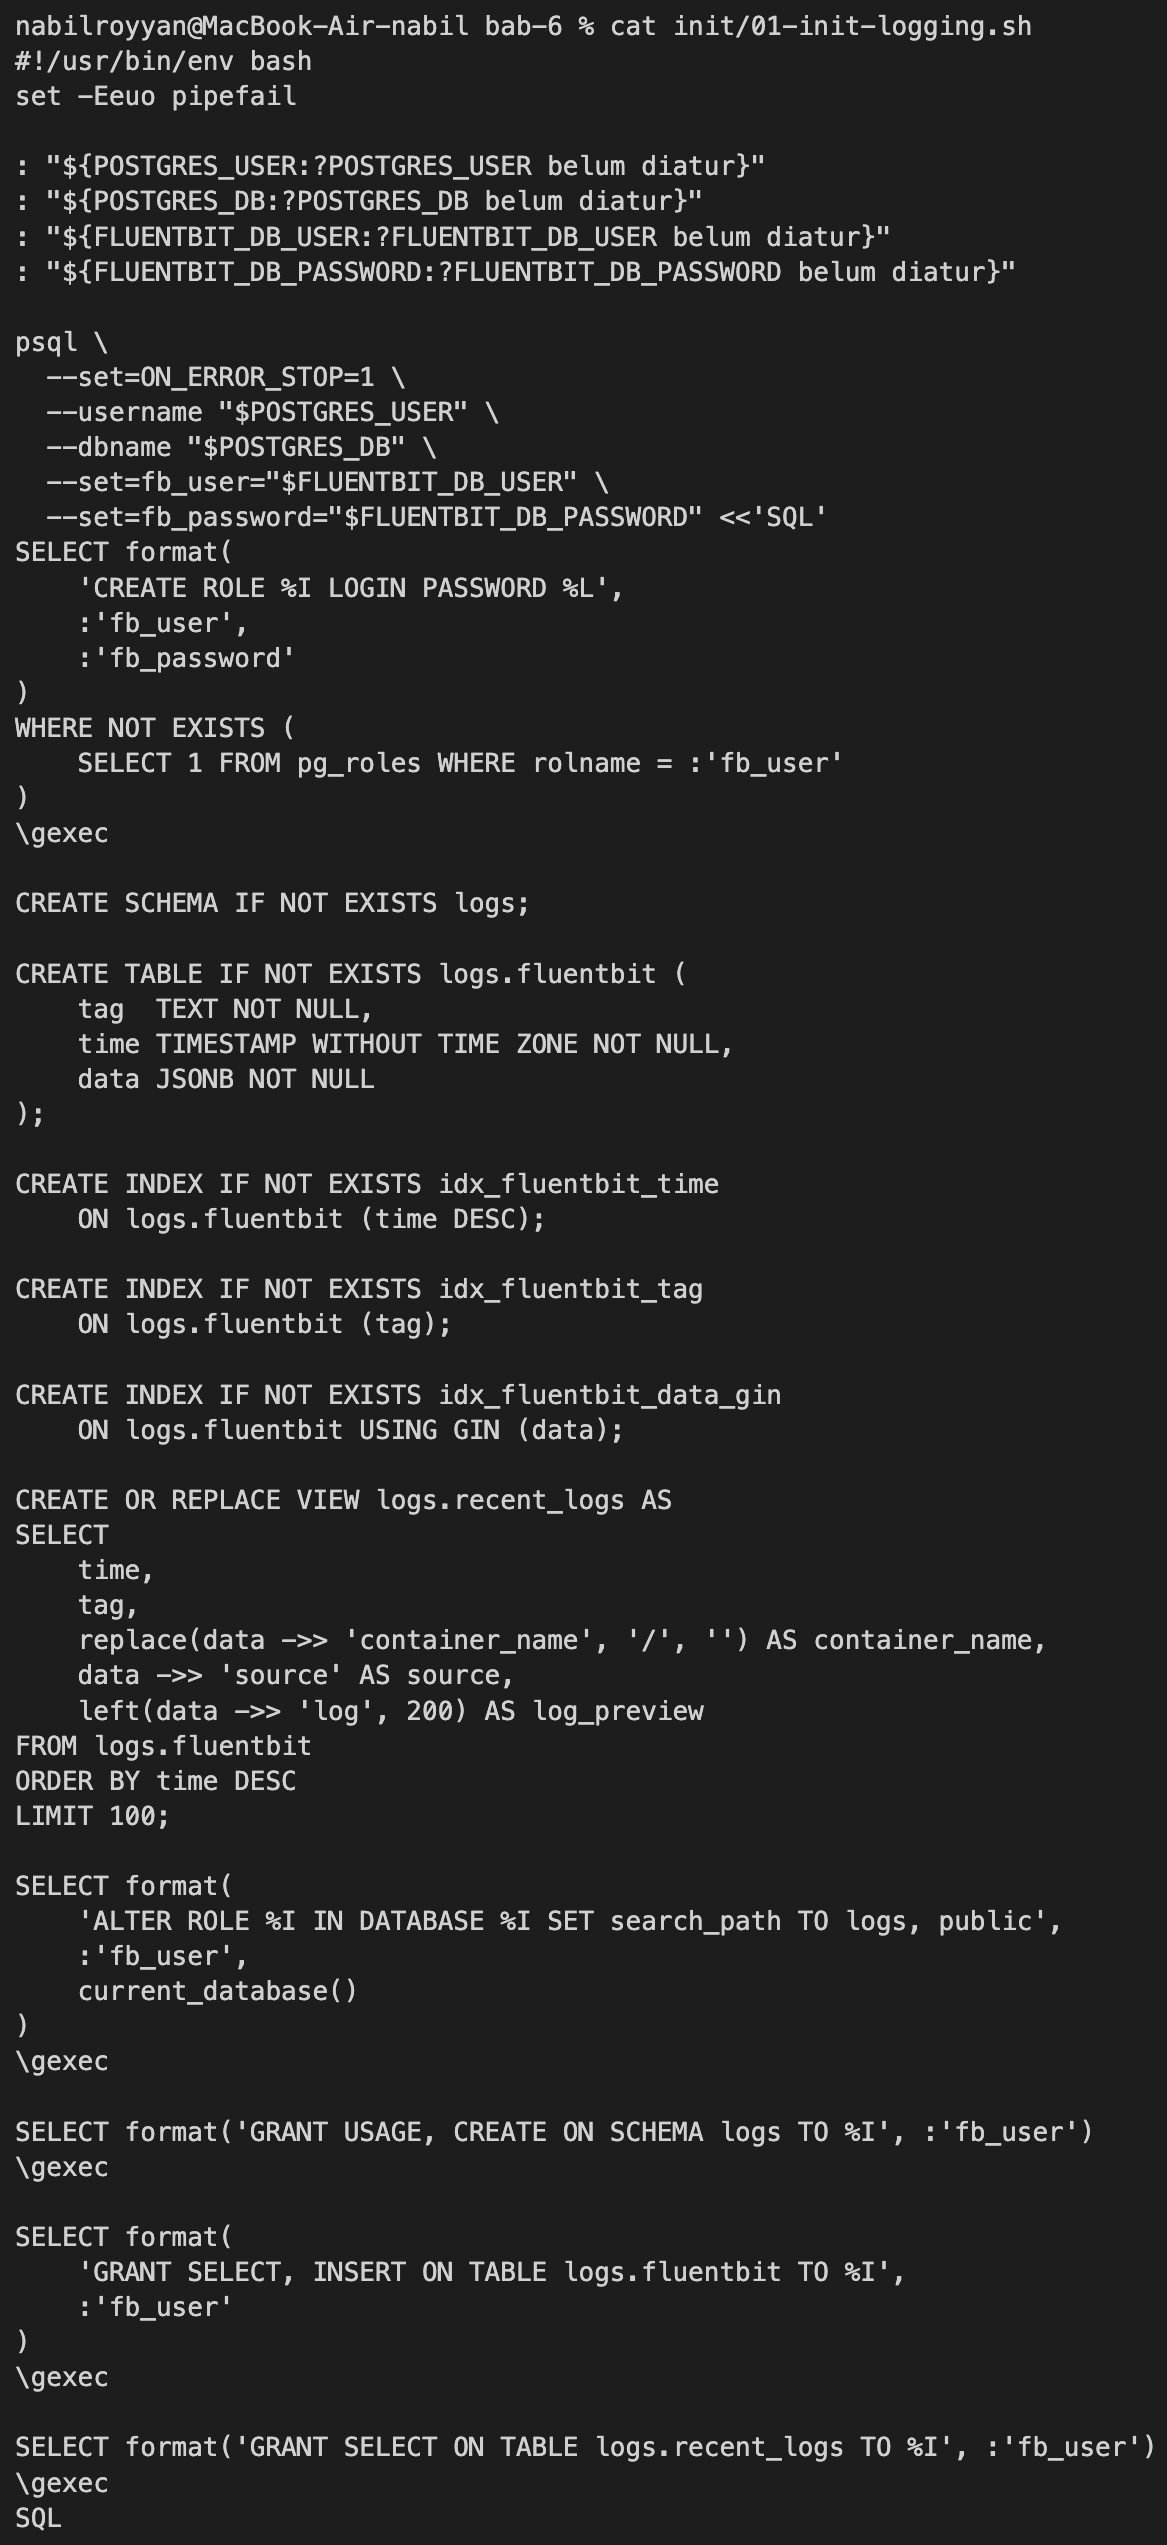 nabilroyyan@MacBook-Air-nabil bab-6 % cat init/01-init-logging.sh
#!/usr/bin/env bash
set -Eeuo pipefail

: "${POSTGRES_USER:?POSTGRES_USER belum diatur}"
: "${POSTGRES_DB:?POSTGRES_DB belum diatur}"
: "${FLUENTBIT_DB_USER:?FLUENTBIT_DB_USER belum diatur}"
: "${FLUENTBIT_DB_PASSWORD:?FLUENTBIT_DB_PASSWORD belum diatur}"

psql \
  --set=ON_ERROR_STOP=1 \
  --username "$POSTGRES_USER" \
  --dbname "$POSTGRES_DB" \
  --set=fb_user="$FLUENTBIT_DB_USER" \
  --set=fb_password="$FLUENTBIT_DB_PASSWORD" <<'SQL'
SELECT format(
    'CREATE ROLE %I LOGIN PASSWORD %L',
    :'fb_user',
    :'fb_password'
)
WHERE NOT EXISTS (
    SELECT 1 FROM pg_roles WHERE rolname = :'fb_user'
)
\gexec

CREATE SCHEMA IF NOT EXISTS logs;

CREATE TABLE IF NOT EXISTS logs.fluentbit (
    tag  TEXT NOT NULL,
    time TIMESTAMP WITHOUT TIME ZONE NOT NULL,
    data JSONB NOT NULL
);

CREATE INDEX IF NOT EXISTS idx_fluentbit_time
    ON logs.fluentbit (time DESC);

CREATE INDEX IF NOT EXISTS idx_fluentbit_tag
    ON logs.fluentbit (tag);

CREATE INDEX IF NOT EXISTS idx_fluentbit_data_gin
    ON logs.fluentbit USING GIN (data);

CREATE OR REPLACE VIEW logs.recent_logs AS
SELECT
    time,
    tag,
    replace(data ->> 'container_name', '/', '') AS container_name,
    data ->> 'source' AS source,
    left(data ->> 'log', 200) AS log_preview
FROM logs.fluentbit
ORDER BY time DESC
LIMIT 100;

SELECT format(
    'ALTER ROLE %I IN DATABASE %I SET search_path TO logs, public',
    :'fb_user',
    current_database()
)
\gexec

SELECT format('GRANT USAGE, CREATE ON SCHEMA logs TO %I', :'fb_user')
\gexec

SELECT format(
    'GRANT SELECT, INSERT ON TABLE logs.fluentbit TO %I',
    :'fb_user'
)
\gexec

SELECT format('GRANT SELECT ON TABLE logs.recent_logs TO %I', :'fb_user')
\gexec
SQL